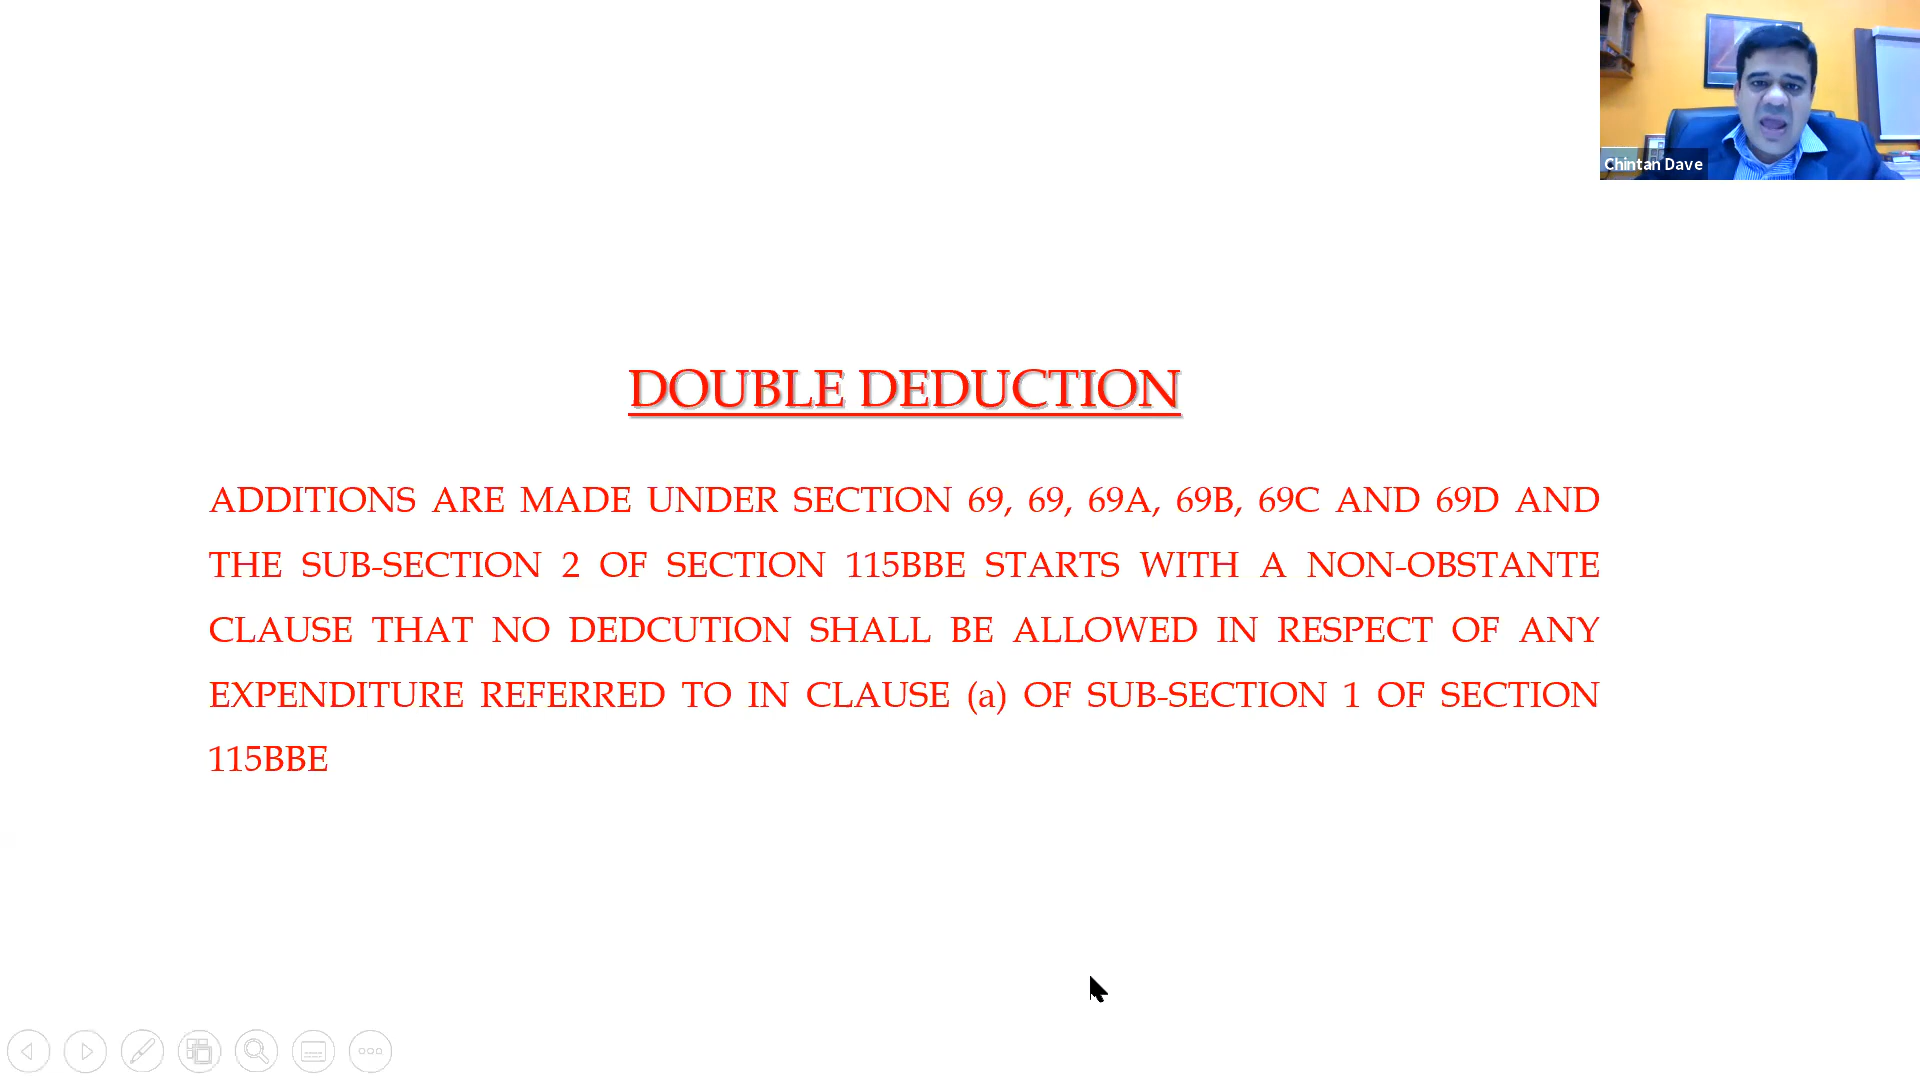 Chintan Dave
DOUBLE DEDUCTION
ADDITIONS ARE MADE UNDER SECTION 69, 69, 69A, 69B, 69C AND 69D AND
THE SUB-SECTION 2 OF SECTION 115BBE STARTS WITH A NON-OBSTANTE
CLAUSE THAT NO DEDCUTION SHALL BE ALLOWED IN RESPECT OF ANY
EXPENDITURE REFERRED TO IN CLAUSE (a) OF SUB-SECTION 1 OF SECTION
115BBE